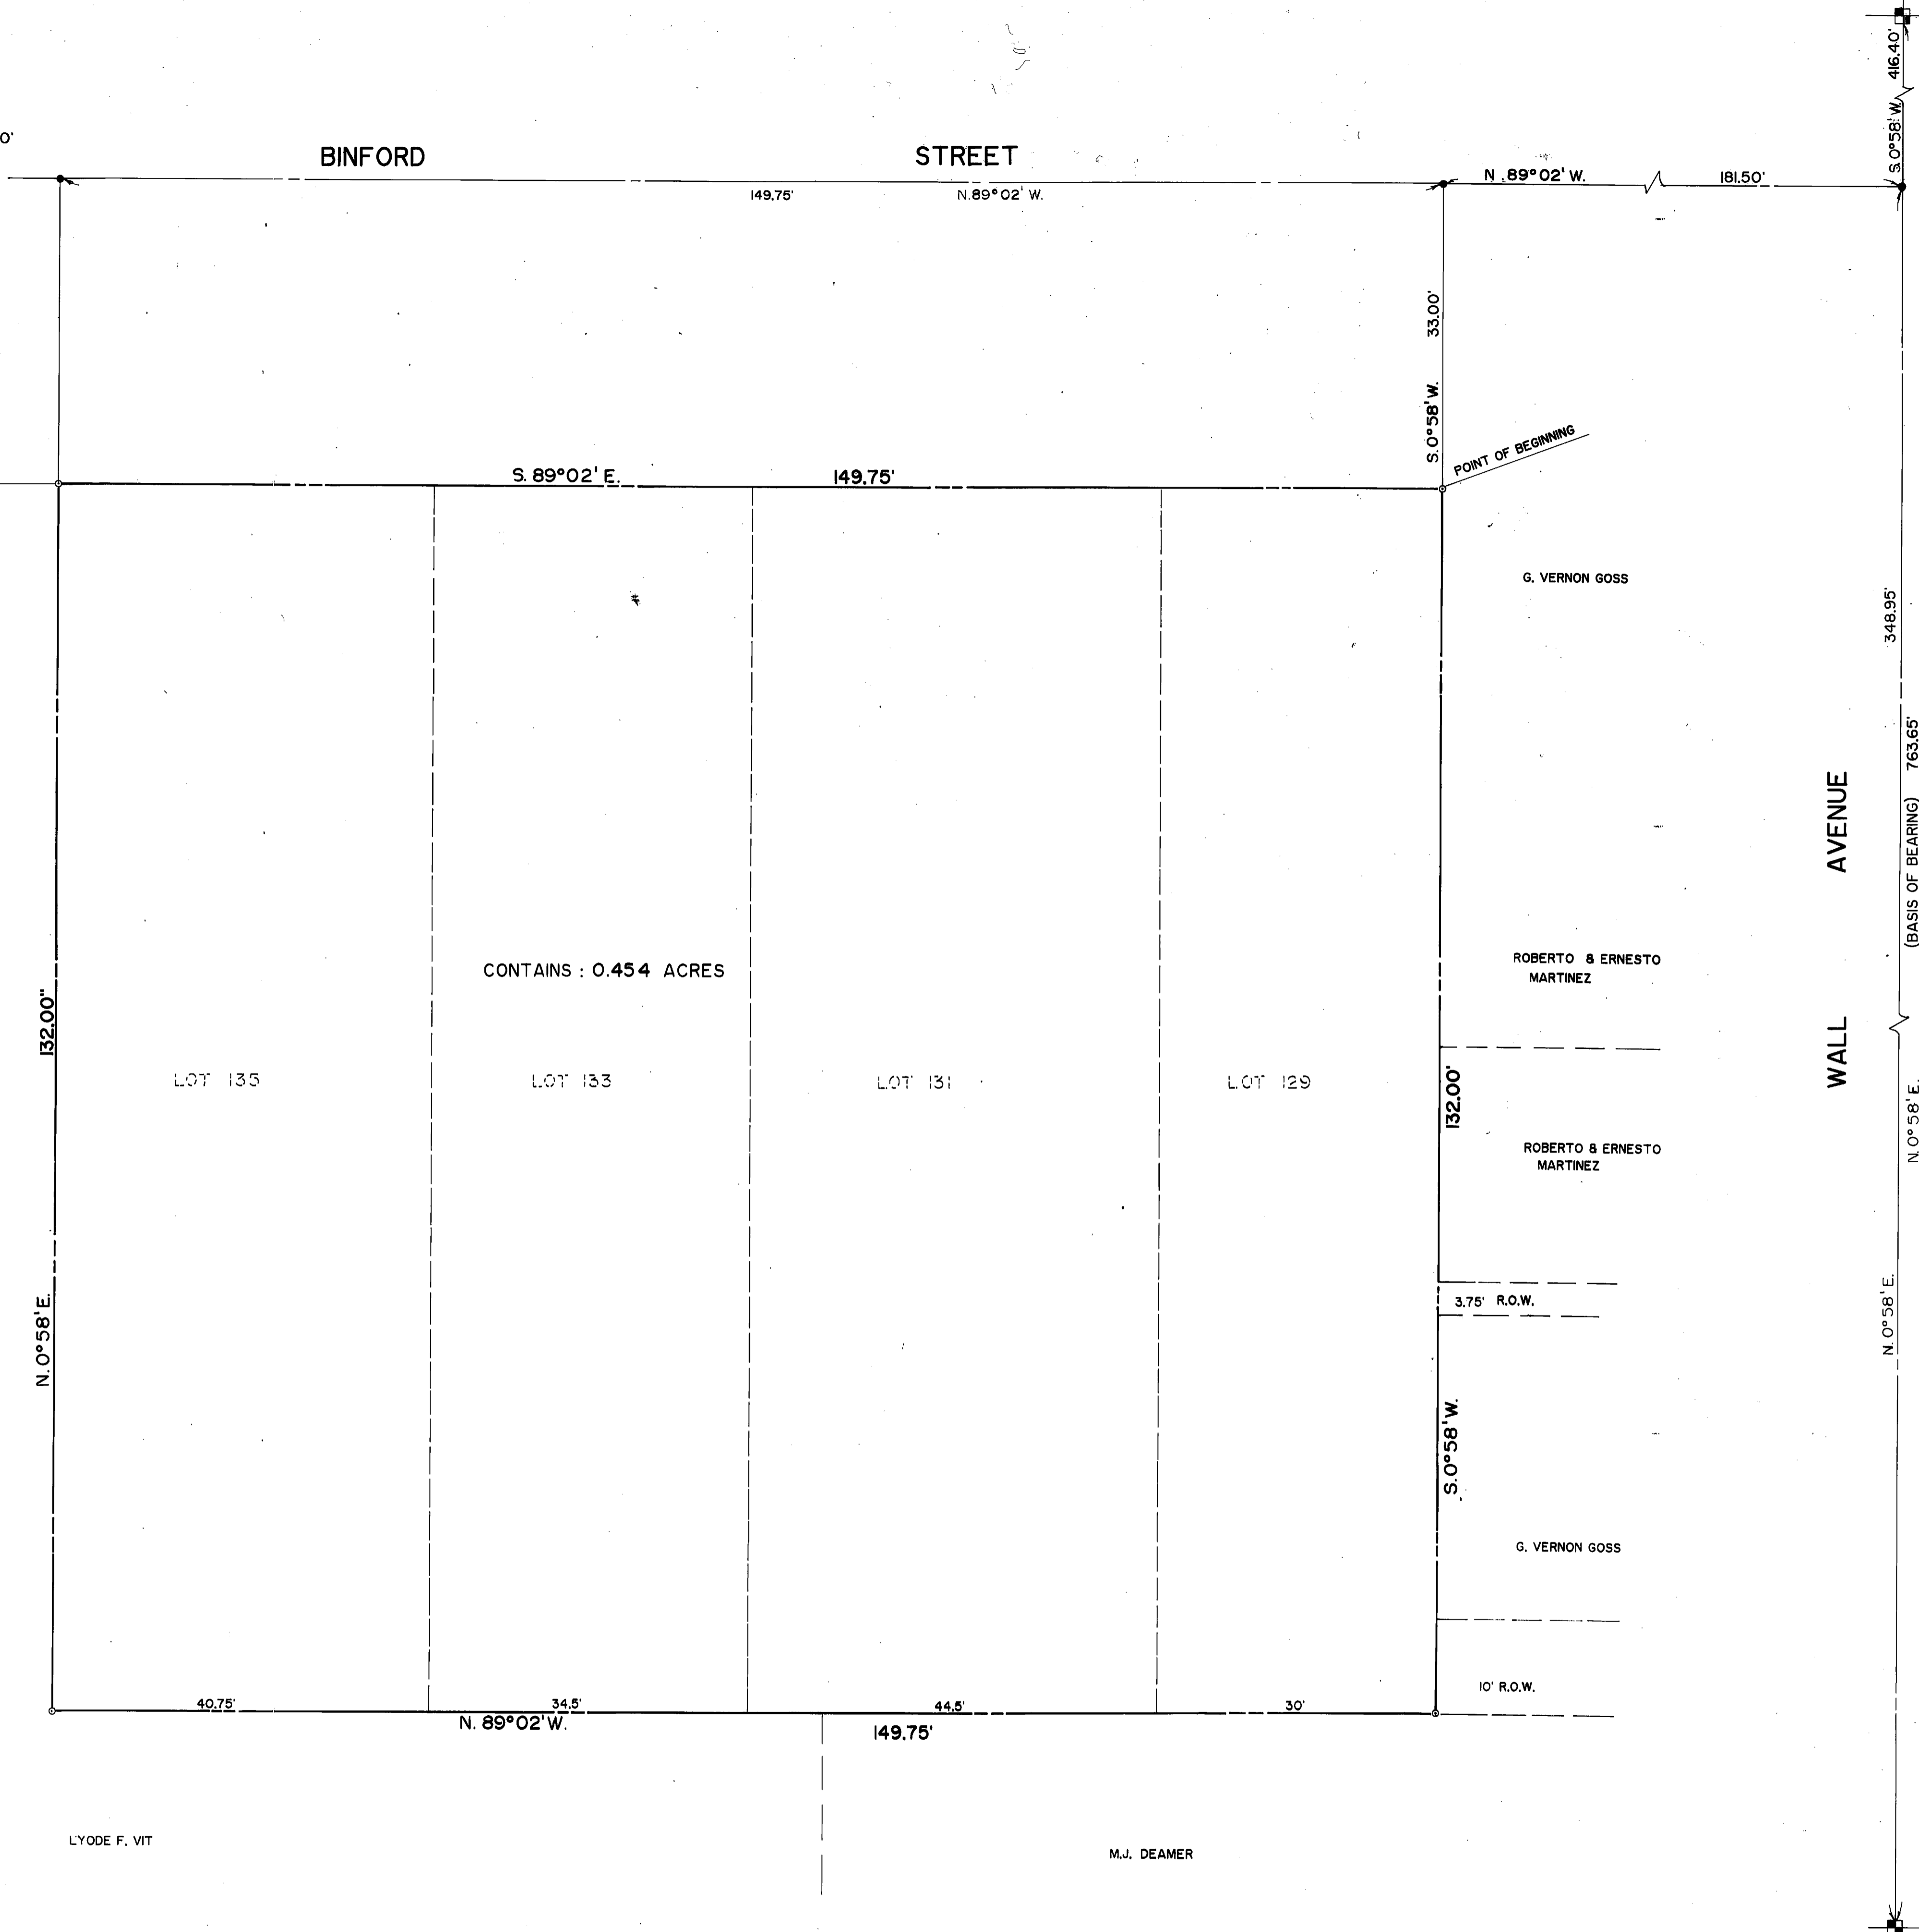 416.40'
S. 0°58' W.
0'
BINFORD STREET
149.75' N. 89°02' W.
N. 89°02' W. 181.50'
33.00'
S. 0°58' W.
POINT OF BEGINNING
S. 89°02' E. 149.75'
G. VERNON GOSS
348.95'
763.65'
(BASIS OF BEARING)
N. 0°58' E.
WALL AVENUE
CONTAINS : 0.454 ACRES
ROBERTO & ERNESTO
MARTINEZ
132.00"
N. 0°58' E.
LOT 135
LOT 133
LOT 131
LOT 129
132.00'
S. 0°58' W.
ROBERTO & ERNESTO
MARTINEZ
3.75' R.O.W.
N. 0°58' E.
G. VERNON GOSS
10' R.O.W.
40.75'
34.5'
44.5'
30'
N. 89°02' W.
149.75'
LYODE F. VIT
M.J. DEAMER